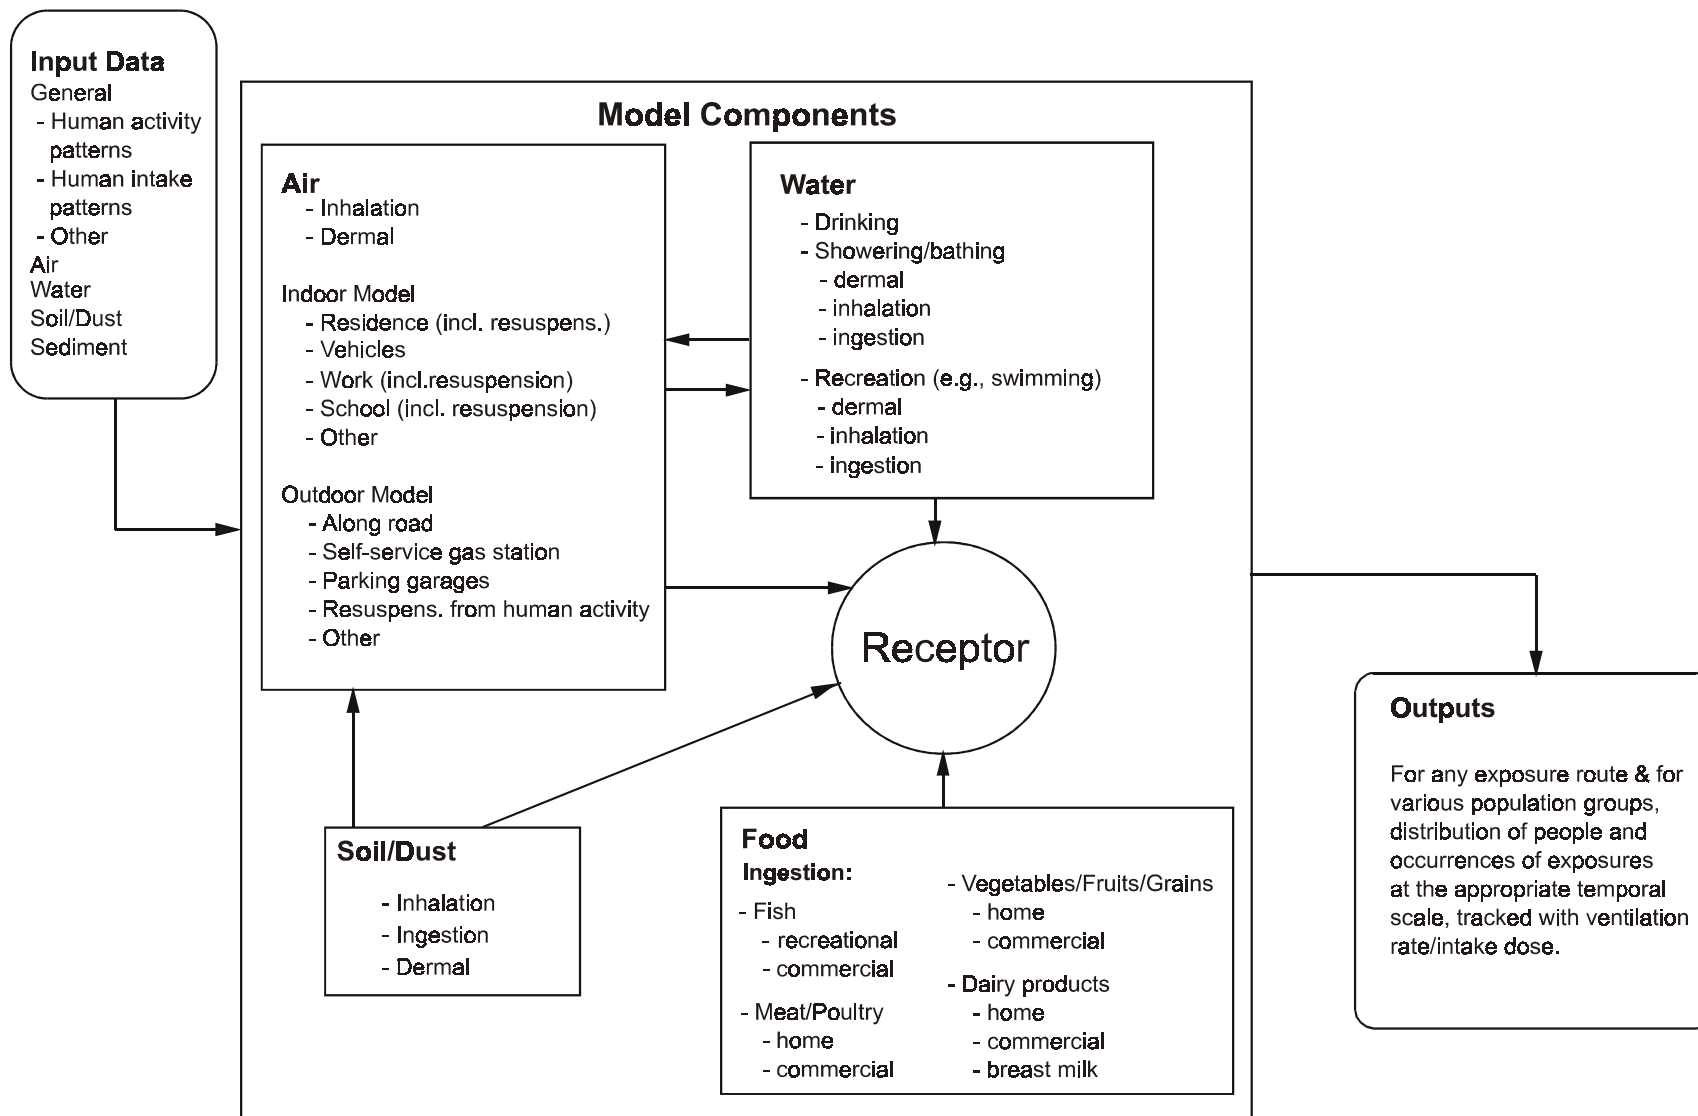 Input Data
General
- Human activity
patterns
- Human intake
patterns
- Other
Air
Water
Soil/Dust
Sediment
Model Components
Air
- Inhalation
- Dermal
Indoor Model
- Residence (incl. resuspens.)
- Vehicles
- Work (incl.resuspension)
- School (incl. resuspension)
- Other
Outdoor Model
- Along road
- Self-service gas station
- Parking garages
- Resuspens. from human activity
- Other
Water
- Drinking
- Showering/bathing
- dermal
- inhalation
- ingestion
- Recreation (e.g., swimming)
- dermal
- inhalation
- ingestion
Receptor
Soil/Dust
- Inhalation
- Ingestion
- Dermal
Food
Ingestion:
- Fish
- recreational
- commercial
- Meat/Poultry
- home
- commercial
- Vegetables/Fruits/Grains
- home
- commercial
- Dairy products
- home
- commercial
- breast milk
Outputs
For any exposure route & for
various population groups,
distribution of people and
occurrences of exposures
at the appropriate temporal
scale, tracked with ventilation
rate/intake dose.